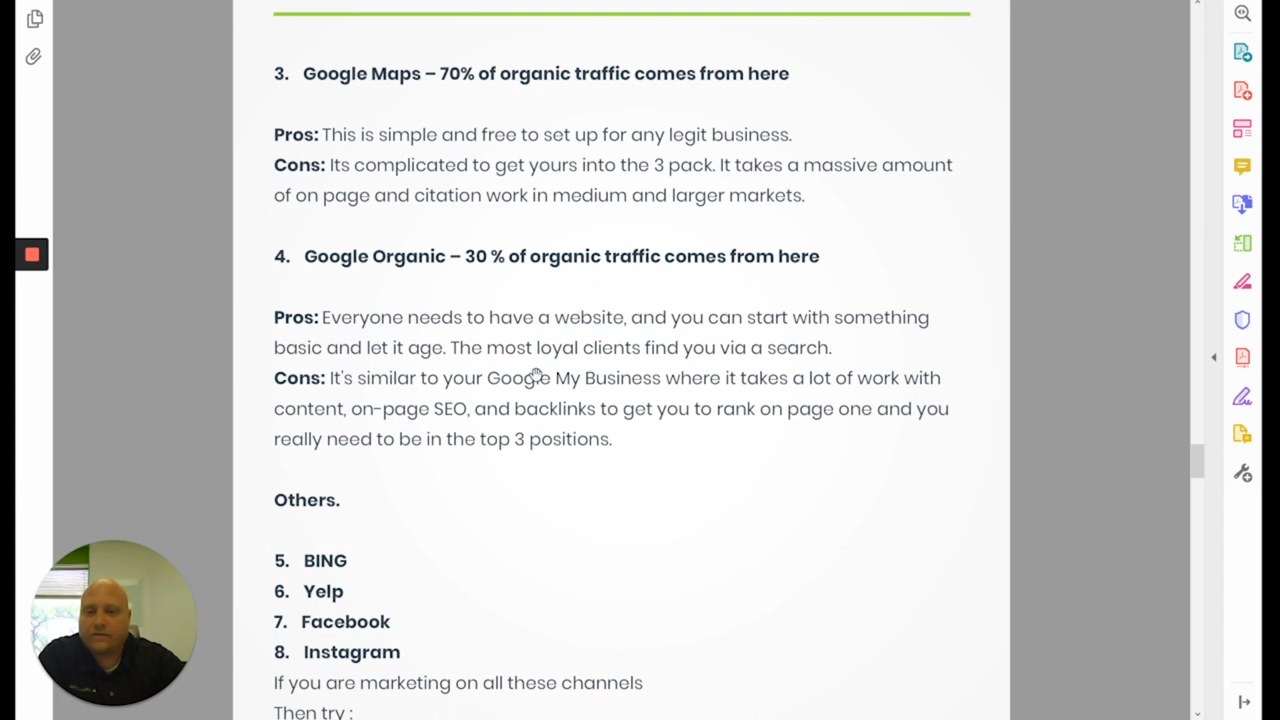 3. Google Maps – 70% of organic traffic comes from here
Pros: This is simple and free to set up for any legit business.
Cons: Its complicated to get yours into the 3 pack. It takes a massive amount
of on page and citation work in medium and larger markets.
4. Google Organic – 30 % of organic traffic comes from here
Pros: Everyone needs to have a website, and you can start with something
basic and let it age. The most loyal clients find you via a search.
Cons: It's similar to your Google My Business where it takes a lot of work with
content, on-page SEO, and backlinks to get you to rank on page one and you
really need to be in the top 3 positions.
Others.
5. BING
6. Yelp
7. Facebook
8. Instagram
If you are marketing on all these channels
Then try :